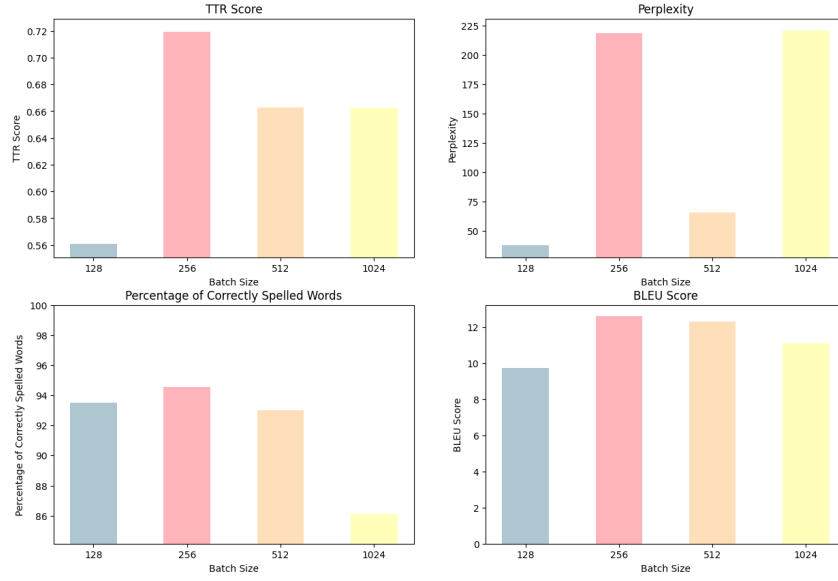 TTR Score
TTR Score
0.72
0.70
0.68
0.66
0.64
0.62
0.60
0.58
0.56
128 256 512 1024
Batch Size
Perplexity
Perplexity
225
200
175
150
125
100
75
50
128 256 512 1024
Batch Size
Percentage of Correctly Spelled Words
Percentage of Correctly Spelled Words
100
98
96
94
92
90
88
86
128 256 512 1024
Batch Size
BLEU Score
BLEU Score
12
10
8
6
4
2
0
128 256 512 1024
Batch Size